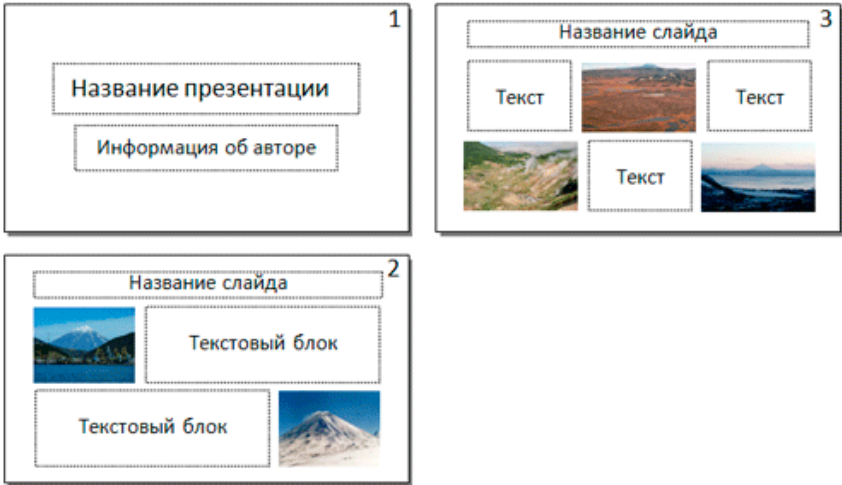 1
Название презентации
Информация об авторе
2
Название слайда
Текстовый блок
Текстовый блок
3
Название слайда
Текст
Текст
Текст